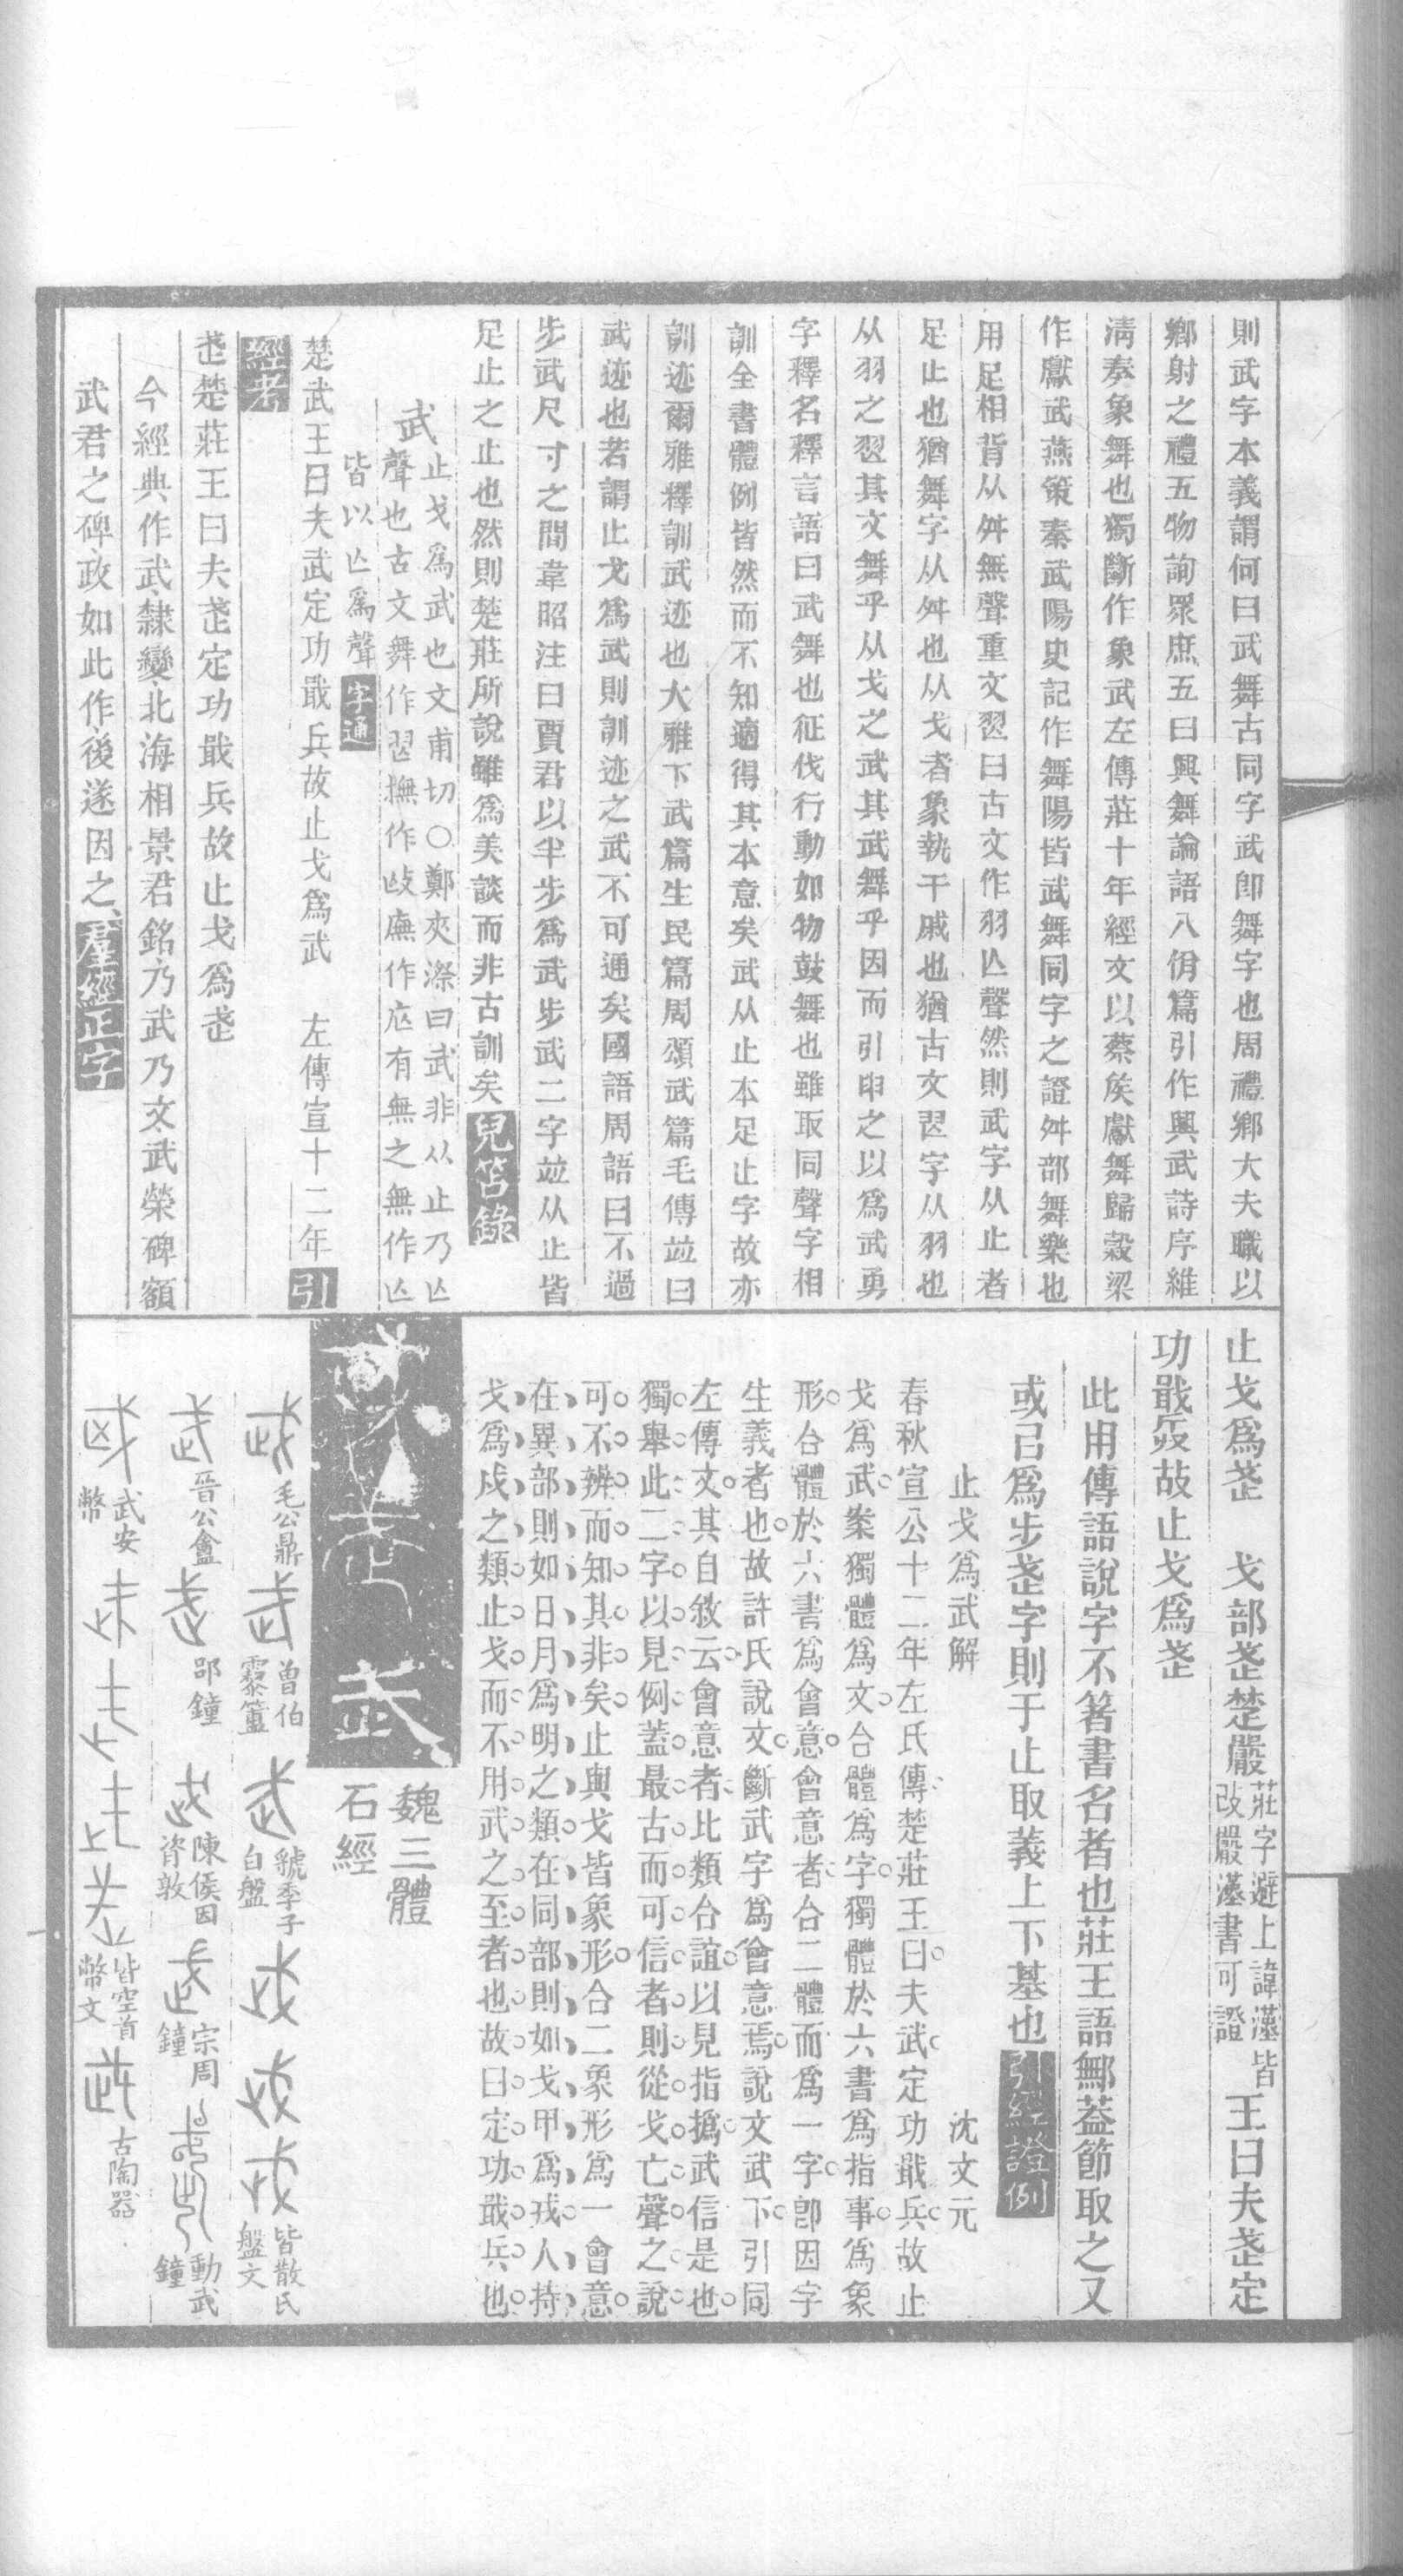 則武字本義謂何曰武舞古同字武卽舞字也周禮鄉大夫職以
鄉射之禮五物詢眾庶五曰興舞論語八佾篇引作興武詩序維
淸奏象舞也獨斷作象武左傳莊十年經文以蔡矦獻舞歸穀梁
作獻武燕策秦武陽史記作舞陽皆武舞同字之證舛部舞樂也
用足相背从舛無聲重文𦐀曰古文作羽亾聲然則武字从止者
足止也猶舞字从舛也从戈者象執干戚也猶古文𦐀字从羽也
从羽之𦐀其文舞乎从戈之武其武舞乎因而引申之以爲武勇
字釋名釋言語曰武舞也征伐行動如物鼓舞也雖取同聲字相
訓全書體例皆然而不知適得其本意矣武从止本足止字故亦
訓迹爾雅釋訓武迹也大雅下武篇生民篇周頌武篇毛傳竝曰
武迹也若謂止戈爲武則訓迹之武不可通矣國語周語曰不過
步武尺寸之間韋昭注曰賈君以半步爲武步武二字竝从止皆
足止之止也然則楚莊所說雖爲美談而非古訓矣兒笘錄
武
止戈爲武也文甫切〇鄭夾漈曰武非从止乃亾
聲也古文舞作𦐀撫作㧀廡作庑有無之無作亾
皆以亾爲聲字通
楚武王曰夫武定功戢兵故止戈爲武 左傳宣十二年引
經考
𢻬楚莊王曰夫𢻬定功戢兵故止戈爲𢻬
今經典作武隸變北海相景君銘乃武乃文武榮碑額
武君之碑政如此作後遂因之羣經正字
止戈爲𢻬 戈部𢻬楚嚴
莊字避上諱漢
改嚴漢書可證
皆
王曰夫𢻬定
功戢兵故止戈爲𢻬
此用傳語說字不箸書名者也莊王語鄦葢節取之又
或㠯爲步𢻬字則于止取義上下基也引經證例
止戈爲武解 沈文元
春秋宣公十二年左氏傳楚莊王曰夫武定功戢兵故止
戈爲武案獨體爲文合體爲字獨體於六書爲指事爲象
形合體於六書爲會意會意者合二體而爲一字卽因字
生義者也故許氏說文斷武字爲會意焉說文武下引同
左傳文其自敘云會意者比類合誼以見指撝武信是也
獨舉此二字以見例蓋最古而可信者則從戈亡聲之說
可不辨而知其非矣止與戈皆象形合二象形爲一會意
在異部則如日月爲明之類在同部則如戈甲爲戎人持
戈爲戍之類止戈而不用武之至者也故曰定功戢兵也
武
魏三體
石經
毛公鼎
曾伯
霥簠
虢季子
白盤
皆散氏
盤文
晉公盦
郘鐘
陳侯因
𪗉敦
宗周
鐘
動武
鐘
武安
幣
皆空首
幣文
古陶器